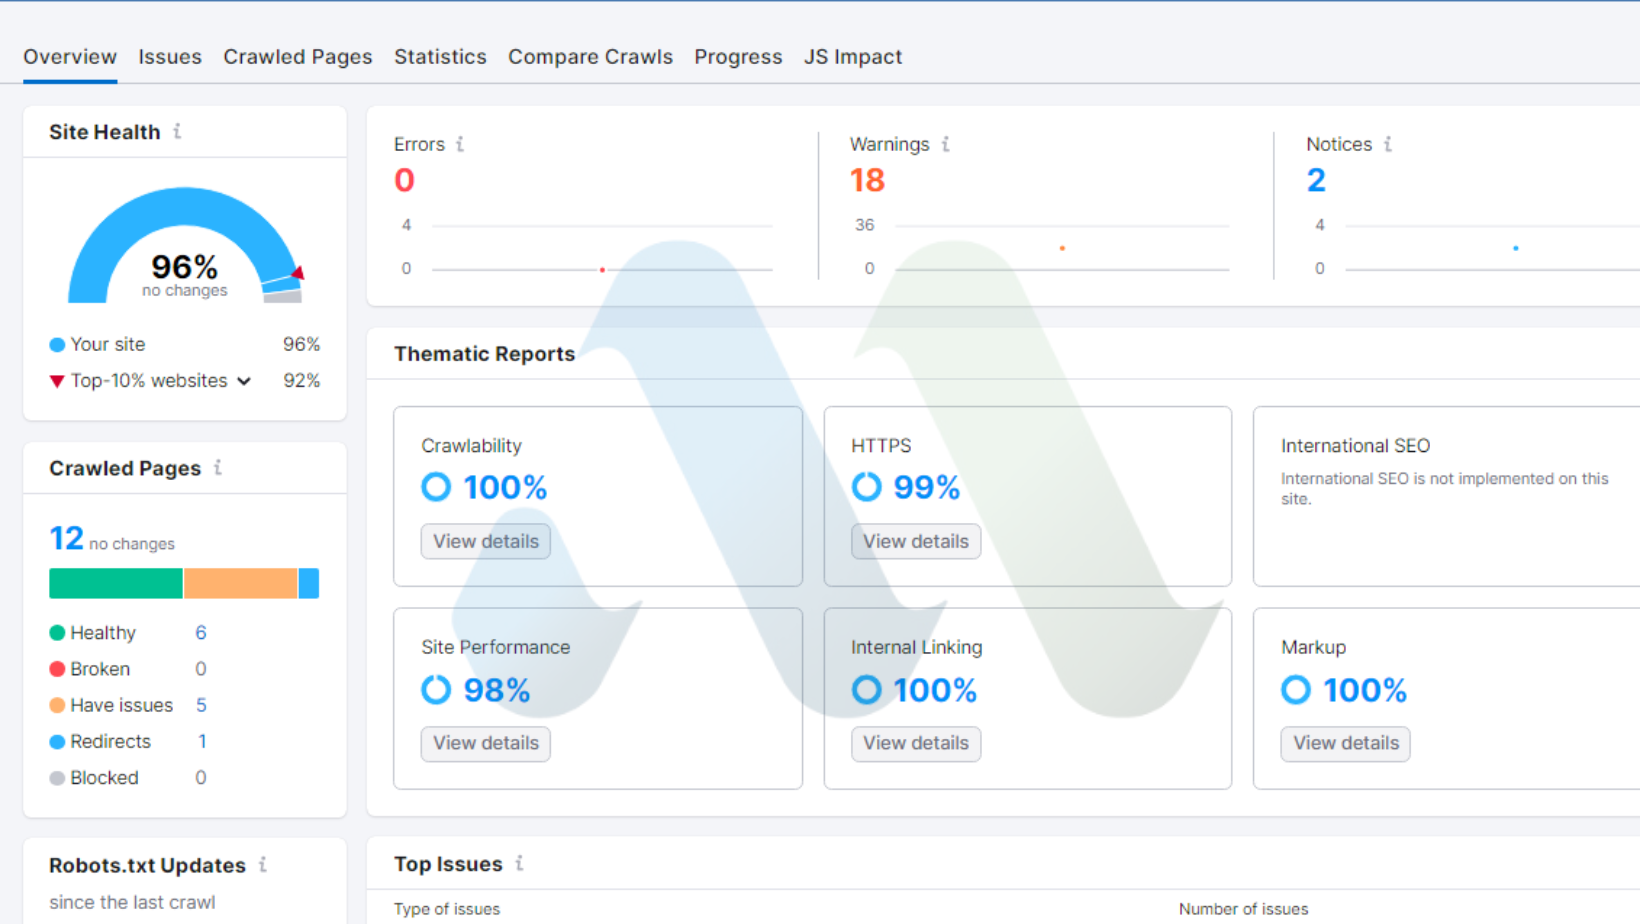 Overview Issues Crawled Pages Statistics Compare Crawls Progress JS Impact
Site Health
96%
no changes
Your site 96%
Top-10% websites 92%
Crawled Pages
12 no changes
Healthy 6
Broken 0
Have issues 5
Redirects 1
Blocked 0
Robots.txt Updates
since the last crawl
Errors
0
4
0
Warnings
18
36
0
Notices
2
4
0
Thematic Reports
Crawlability
100%
View details
HTTPS
99%
View details
International SEO
International SEO is not implemented on this
site.
Site Performance
98%
View details
Internal Linking
100%
View details
Markup
100%
View details
Top Issues
Type of issues Number of issues